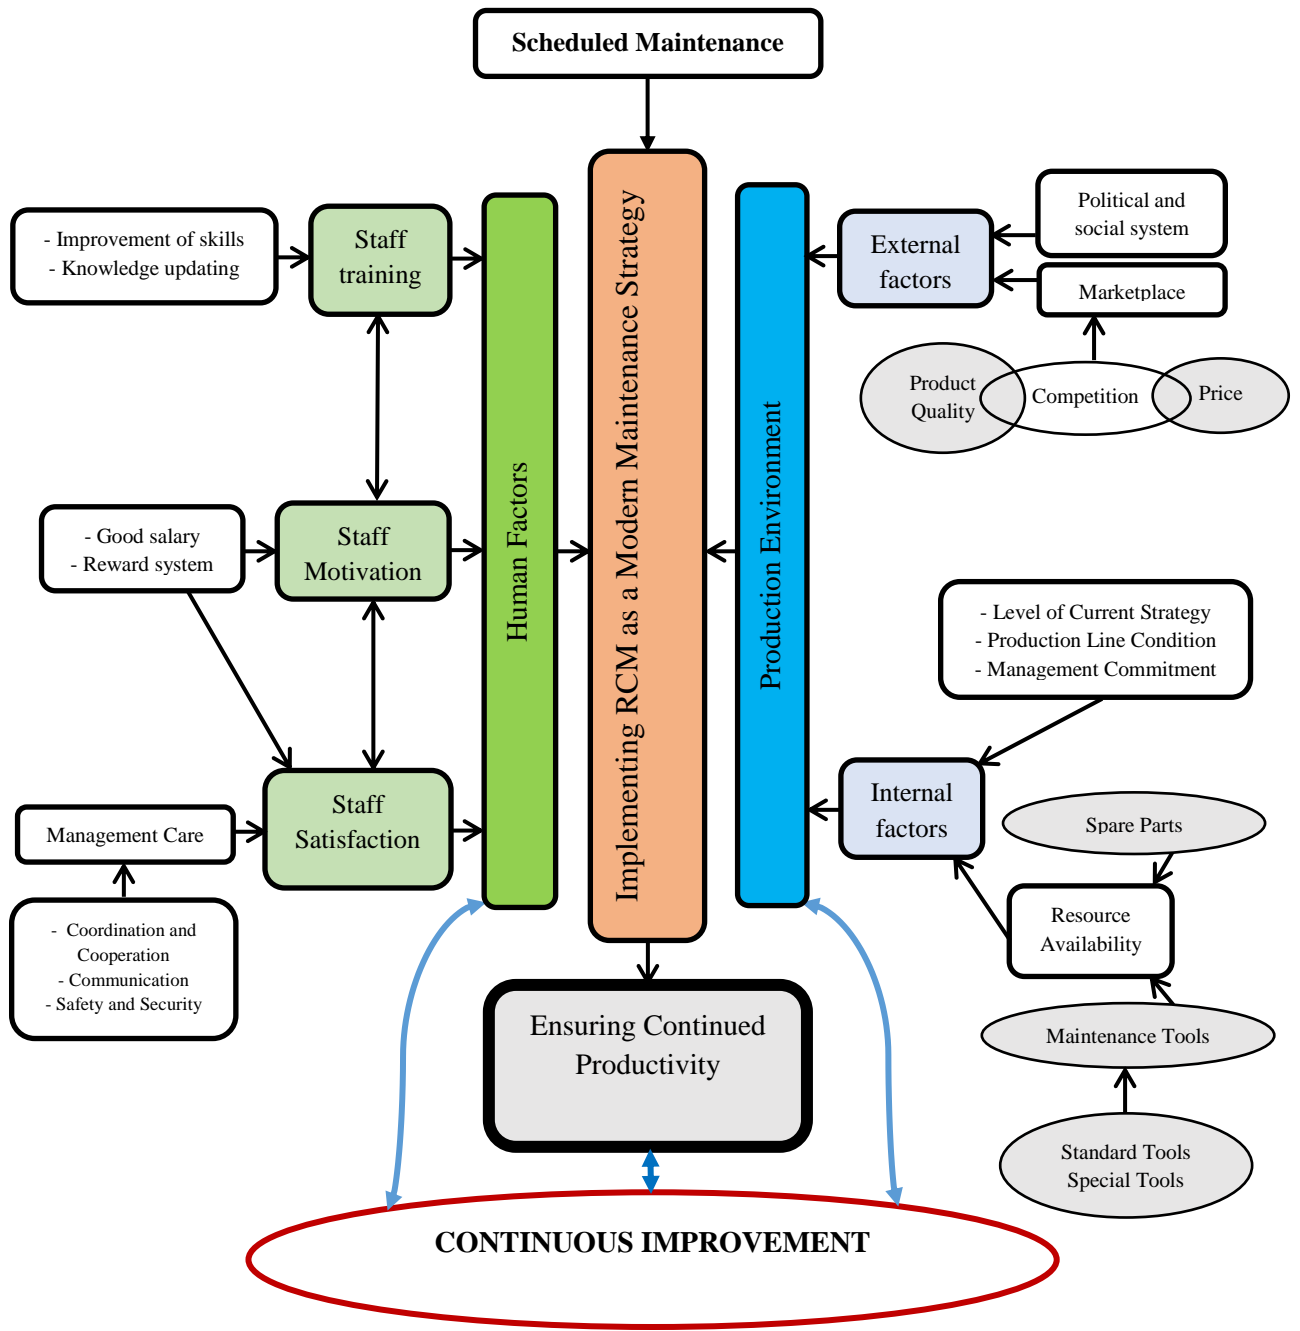 Scheduled Maintenance
- Improvement of skills
- Knowledge updating
Staff
training
- Good salary
- Reward system
Staff
Motivation
Management Care
Staff
Satisfaction
- Coordination and
Cooperation
- Communication
- Safety and Security
Human Factors
Implementing RCM as a Modern Maintenance Strategy
Production Environment
External
factors
Political and
social system
Marketplace
Product
Quality
Competition
Price
- Level of Current Strategy
- Production Line Condition
- Management Commitment
Internal
factors
Spare Parts
Resource
Availability
Maintenance Tools
Standard Tools
Special Tools
Ensuring Continued
Productivity
CONTINUOUS IMPROVEMENT